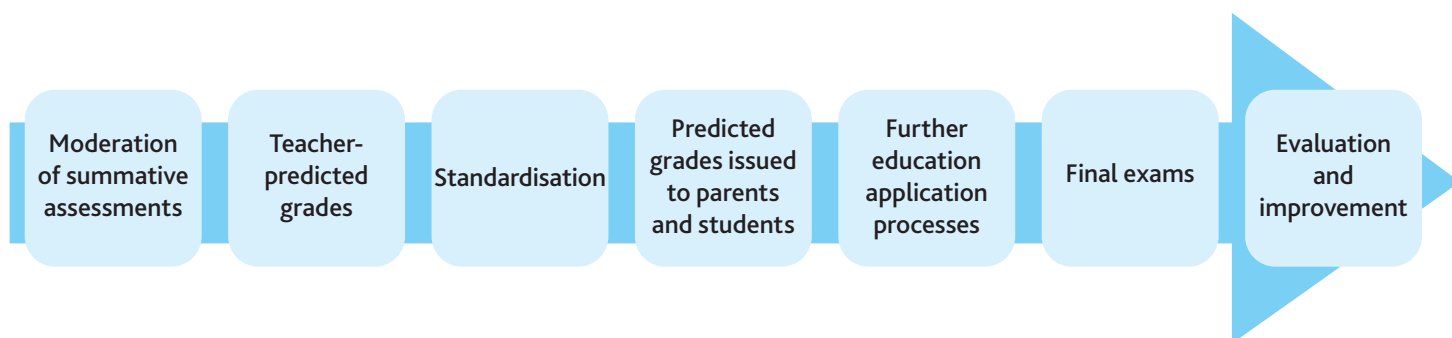 Moderation
of summative
assessments
Teacher-
predicted
grades
Standardisation
Predicted
grades issued
to parents
and students
Further
education
application
processes
Final exams
Evaluation
and
improvement